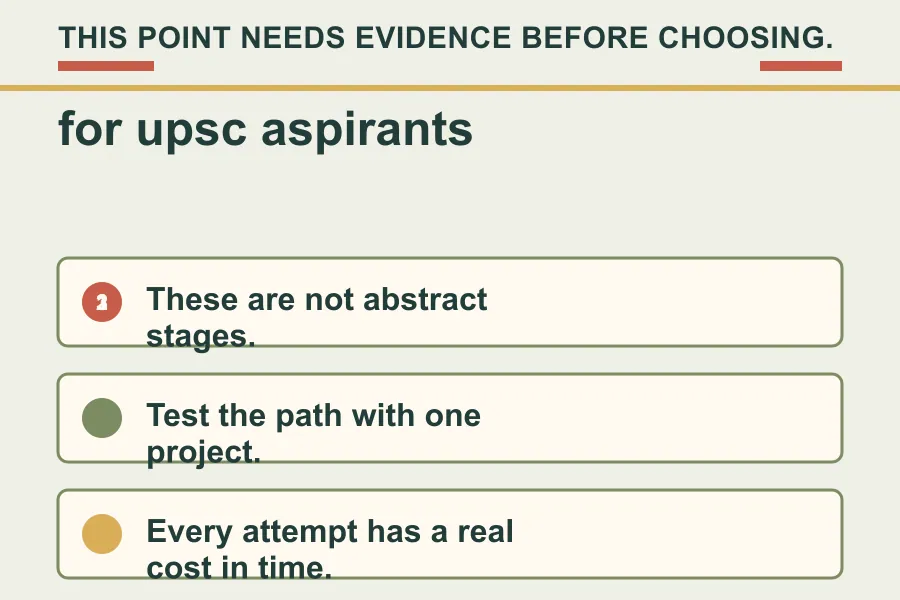 THIS POINT NEEDS EVIDENCE BEFORE CHOOSING.
for upsc aspirants
These are not abstract
stages.
Test the path with one
project.
Every attempt has a real
cost in time.